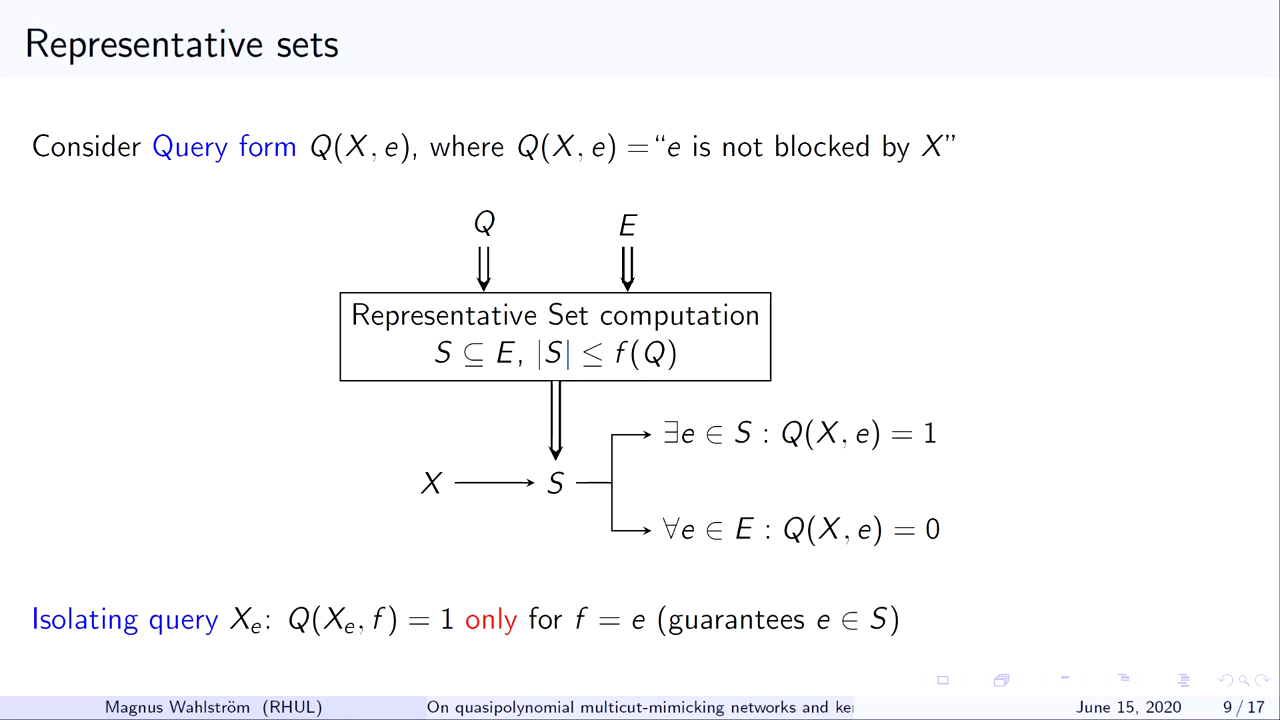 Representative sets
Consider Query form Q(X, e), where Q(X, e) =“e is not blocked by X”
Q E
Representative Set computation
S ⊆ E, |S| ≤ f(Q)
∃e ∈ S : Q(X, e) = 1
X S
∀e ∈ E : Q(X, e) = 0
Isolating query Xₑ: Q(Xₑ, f) = 1 only for f = e (guarantees e ∈ S)
Magnus Wahlström (RHUL) On quasipolynomial multicut-mimicking networks and ke June 15, 2020 9 / 17